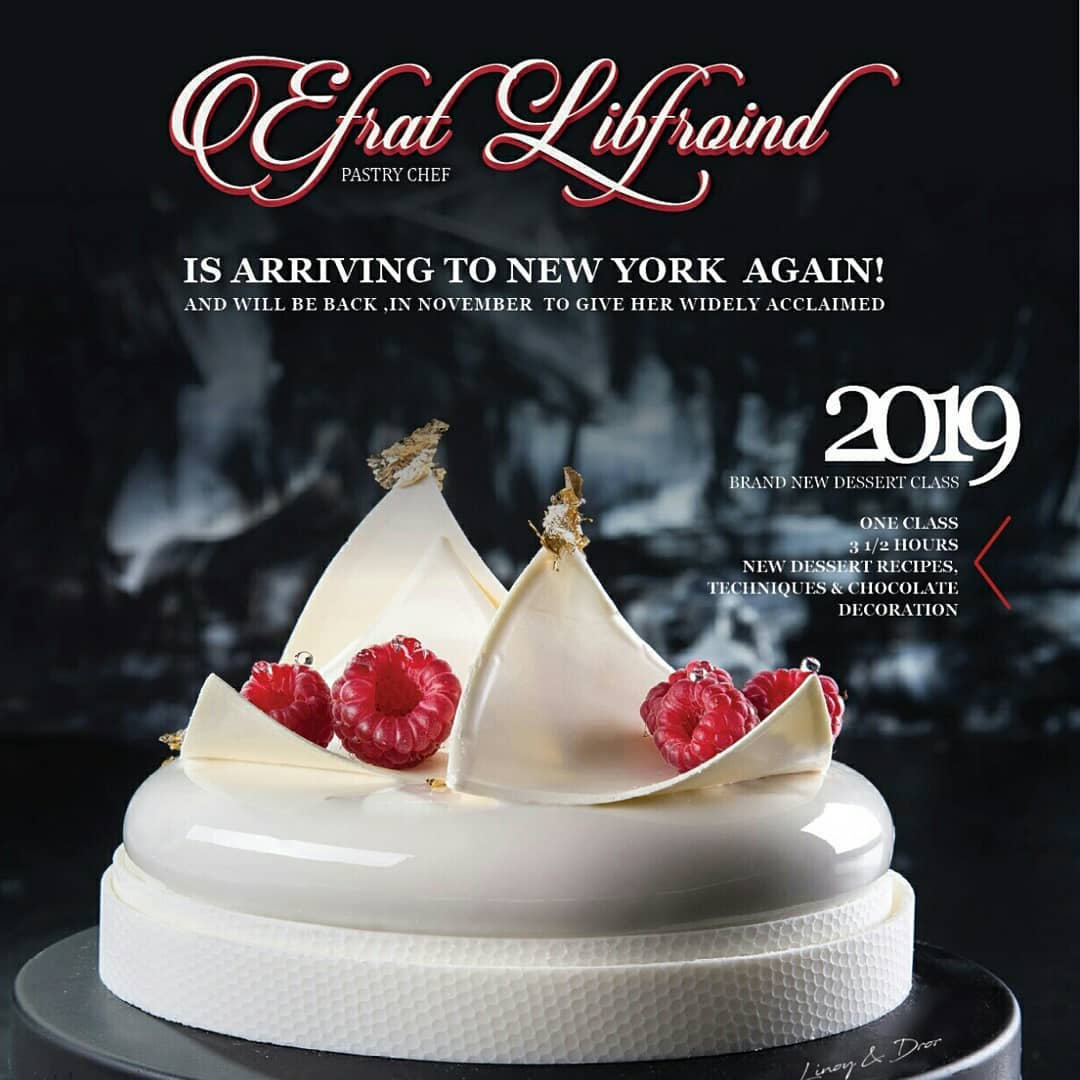 Efrat Libfroind
PASTRY CHEF
IS ARRIVING TO NEW YORK AGAIN!
AND WILL BE BACK ,IN NOVEMBER TO GIVE HER WIDELY ACCLAIMED
2019
BRAND NEW DESSERT CLASS
ONE CLASS
3 1/2 HOURS
NEW DESSERT RECIPES,
TECHNIQUES & CHOCOLATE
DECORATION
Linoy & Dror